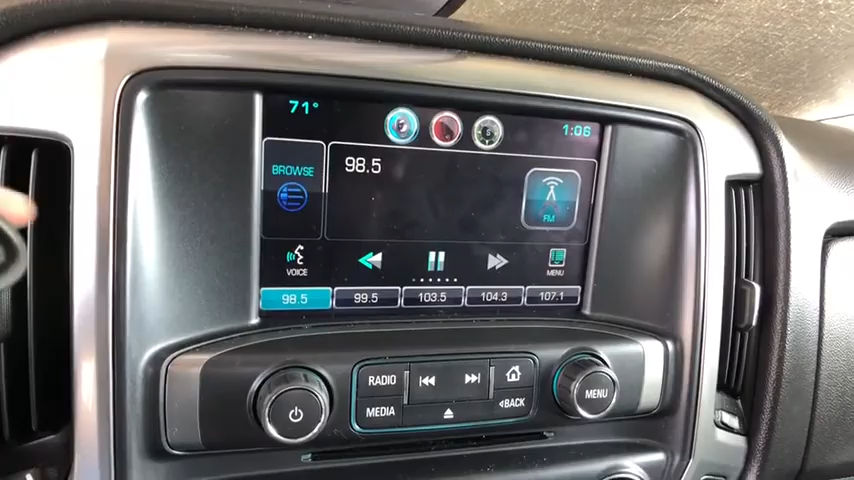 71° 1:06
BROWSE 98.5
FM
VOICE MENU
98.5 99.5 103.5 104.3 107.1
RADIO
MEDIA BACK MENU